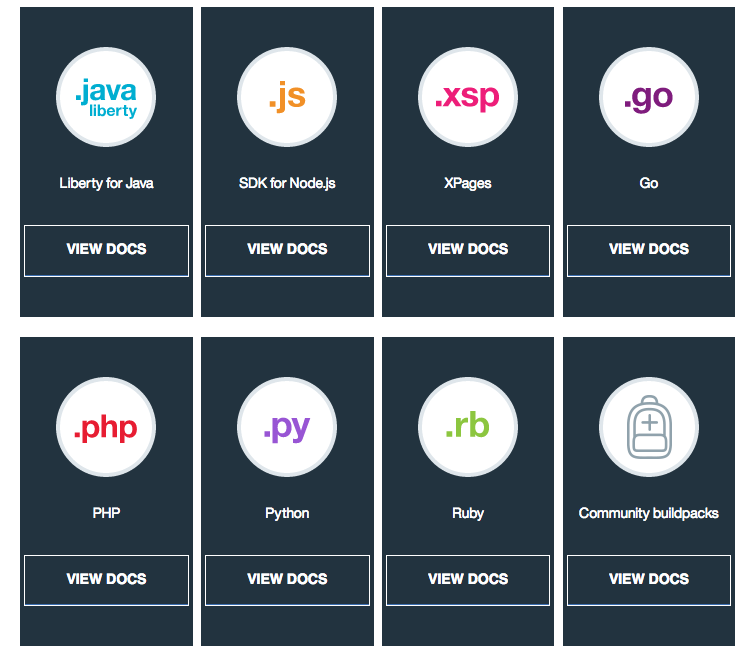 .java
liberty
.js
.xsp
.go
Liberty for Java
SDK for Node.js
XPages
Go
VIEW DOCS
VIEW DOCS
VIEW DOCS
VIEW DOCS
.php
.py
.rb
PHP
Python
Ruby
Community buildpacks
VIEW DOCS
VIEW DOCS
VIEW DOCS
VIEW DOCS